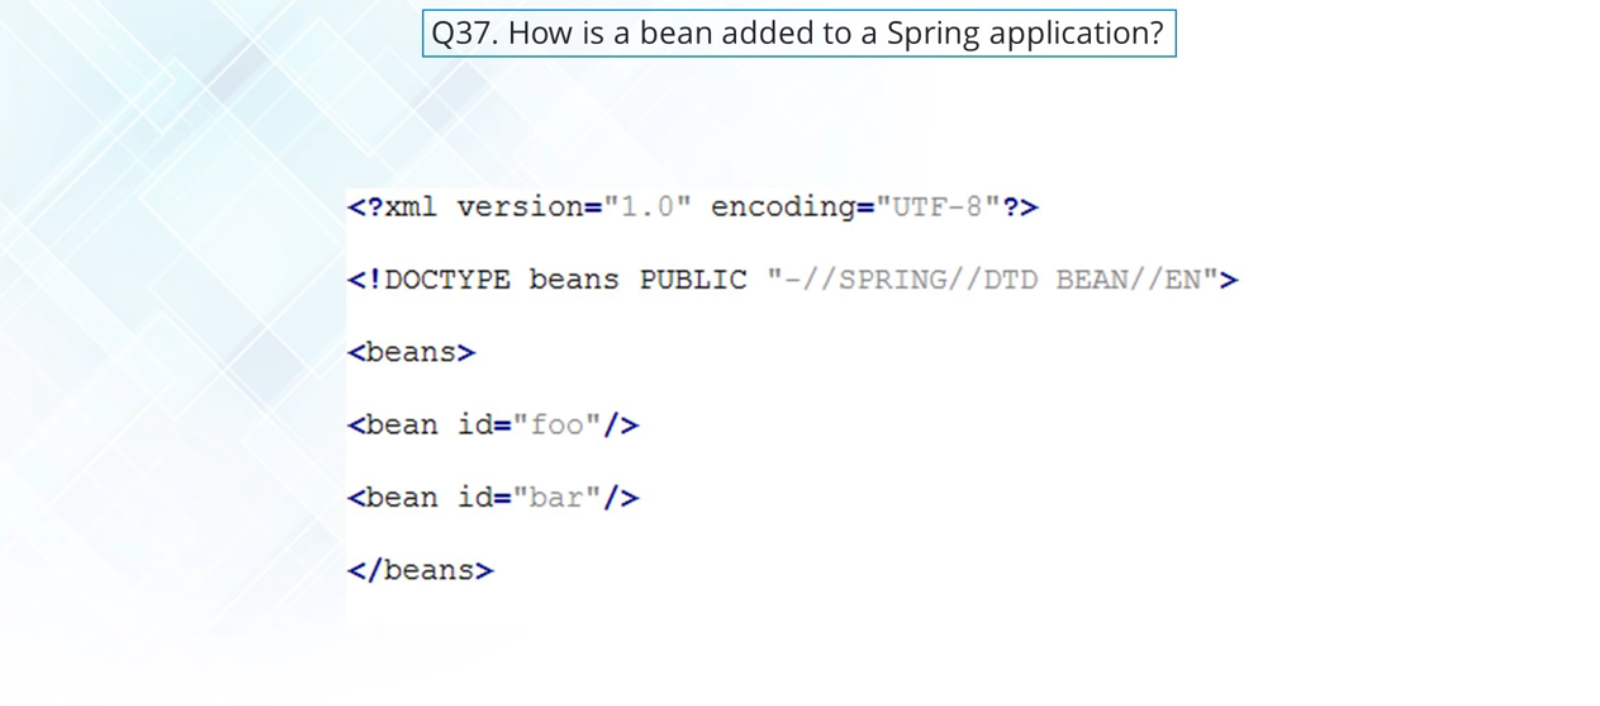 Q37. How is a bean added to a Spring application?
<?xml version="1.0" encoding="UTF-8"?>
<!DOCTYPE beans PUBLIC "-//SPRING//DTD BEAN//EN">
<beans>
<bean id="foo"/>
<bean id="bar"/>
</beans>